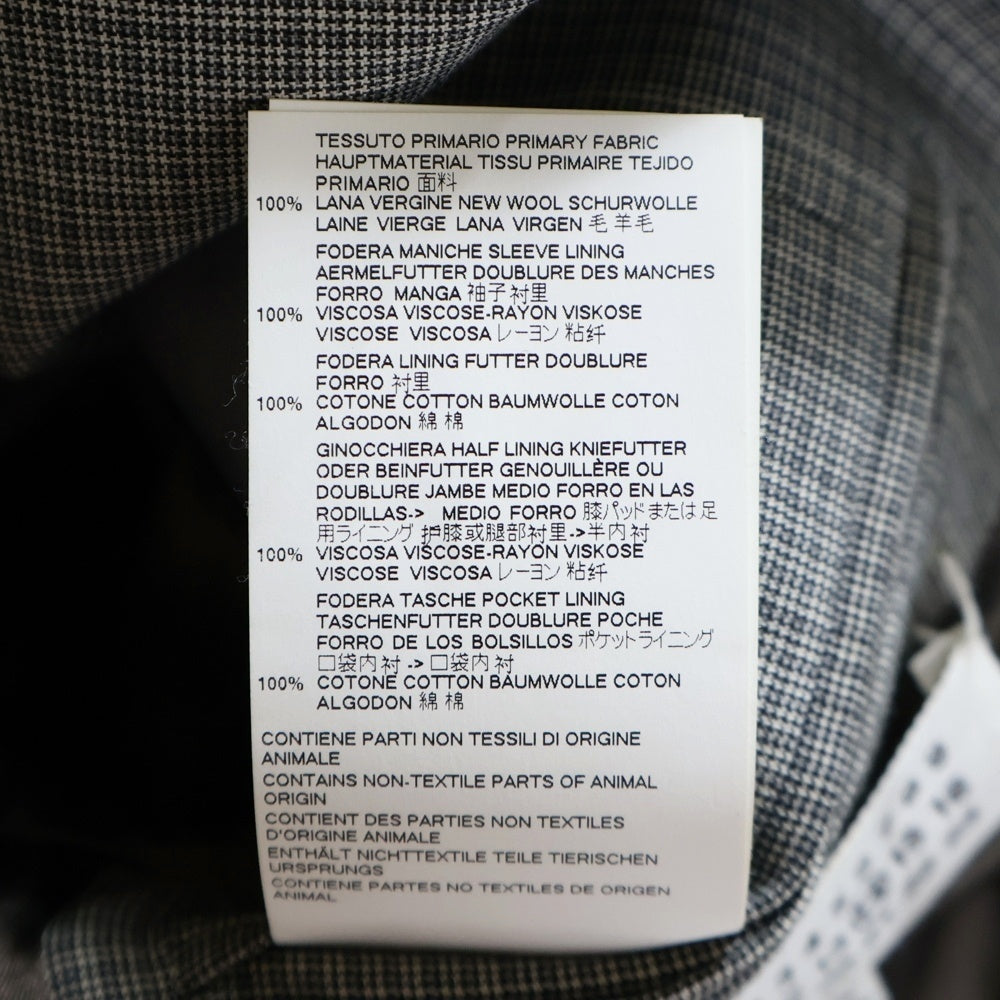 TESSUTO PRIMARIO PRIMARY FABRIC
HAUPTMATERIAL TISSU PRIMAIRE TEJIDO
PRIMARIO 面料
100% LANA VERGINE NEW WOOL SCHURWOLLE
LAINE VIERGE LANA VIRGEN 毛 羊毛
FODERA MANICHE SLEEVE LINING
AERMELFUTTER DOUBLURE DES MANCHES
FORRO MANGA 袖子衬里
100% VISCOSA VISCOSE-RAYON VISKOSE
VISCOSE VISCOSA レーヨン 粘纤
FODERA LINING FUTTER DOUBLURE
FORRO 衬里
100% COTONE COTTON BAUMWOLLE COTON
ALGODON 綿 棉
GINOCCHIERA HALF LINING KNIEFUTTER
ODER BEINFUTTER GENOUILLÈRE OU
DOUBLURE JAMBE MEDIO FORRO EN LAS
RODILLAS-> MEDIO FORRO 膝パッドまたは足
用ライニング 护膝或腿部衬里->半内衬
100% VISCOSA VISCOSE-RAYON VISKOSE
VISCOSE VISCOSA レーヨン 粘纤
FODERA TASCHE POCKET LINING
TASCHENFUTTER DOUBLURE POCHE
FORRO DE LOS BOLSILLOS ポケットライニング
口袋内衬 -> 口袋内衬
100% COTONE COTTON BAUMWOLLE COTON
ALGODON 綿 棉
CONTIENE PARTI NON TESSILI DI ORIGINE
ANIMALE
CONTAINS NON-TEXTILE PARTS OF ANIMAL
ORIGIN
CONTIENT DES PARTIES NON TEXTILES
D'ORIGINE ANIMALE
ENTHÄLT NICHTTEXTILE TEILE TIERISCHEN
URSPRUNGS
CONTIENE PARTES NO TEXTILES DE ORIGEN
ANIMAL